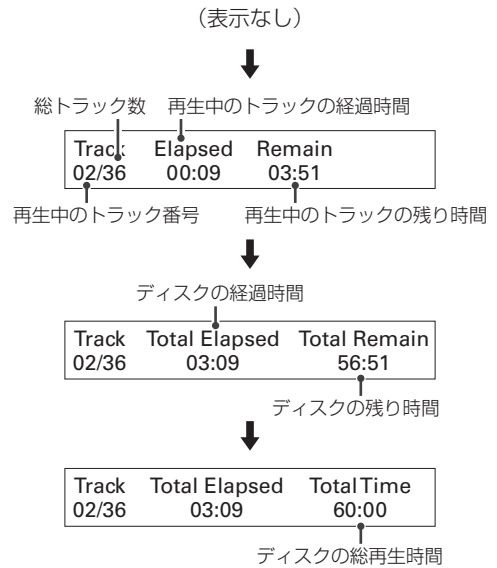 （表示なし）
総トラック数 再生中のトラックの経過時間
Track Elapsed Remain
02/36 00:09 03:51
再生中のトラック番号 再生中のトラックの残り時間
ディスクの経過時間
Track Total Elapsed Total Remain
02/36 03:09 56:51
ディスクの残り時間
Track Total Elapsed Total Time
02/36 03:09 60:00
ディスクの総再生時間